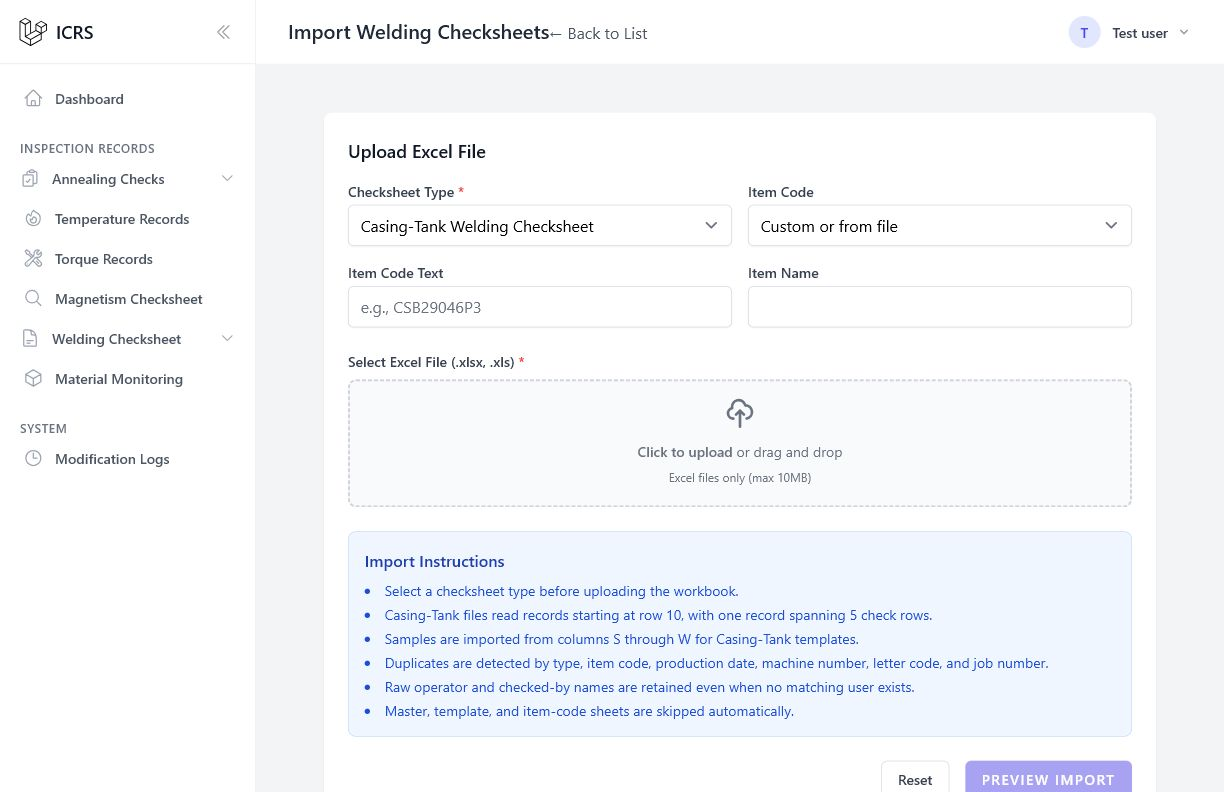 ICRS
Import Welding Checksheets← Back to List
T
Test user
Dashboard
INSPECTION RECORDS
Annealing Checks
Temperature Records
Torque Records
Magnetism Checksheet
Welding Checksheet
Material Monitoring
SYSTEM
Modification Logs
Upload Excel File
Checksheet Type *
Item Code
Casing-Tank Welding Checksheet
Custom or from file
Item Code Text
Item Name
e.g., CSB29046P3
Select Excel File (.xlsx, .xls) *
Click to upload or drag and drop
Excel files only (max 10MB)
Import Instructions
• Select a checksheet type before uploading the workbook.
• Casing-Tank files read records starting at row 10, with one record spanning 5 check rows.
• Samples are imported from columns S through W for Casing-Tank templates.
• Duplicates are detected by type, item code, production date, machine number, letter code, and job number.
• Raw operator and checked-by names are retained even when no matching user exists.
• Master, template, and item-code sheets are skipped automatically.
Reset
PREVIEW IMPORT